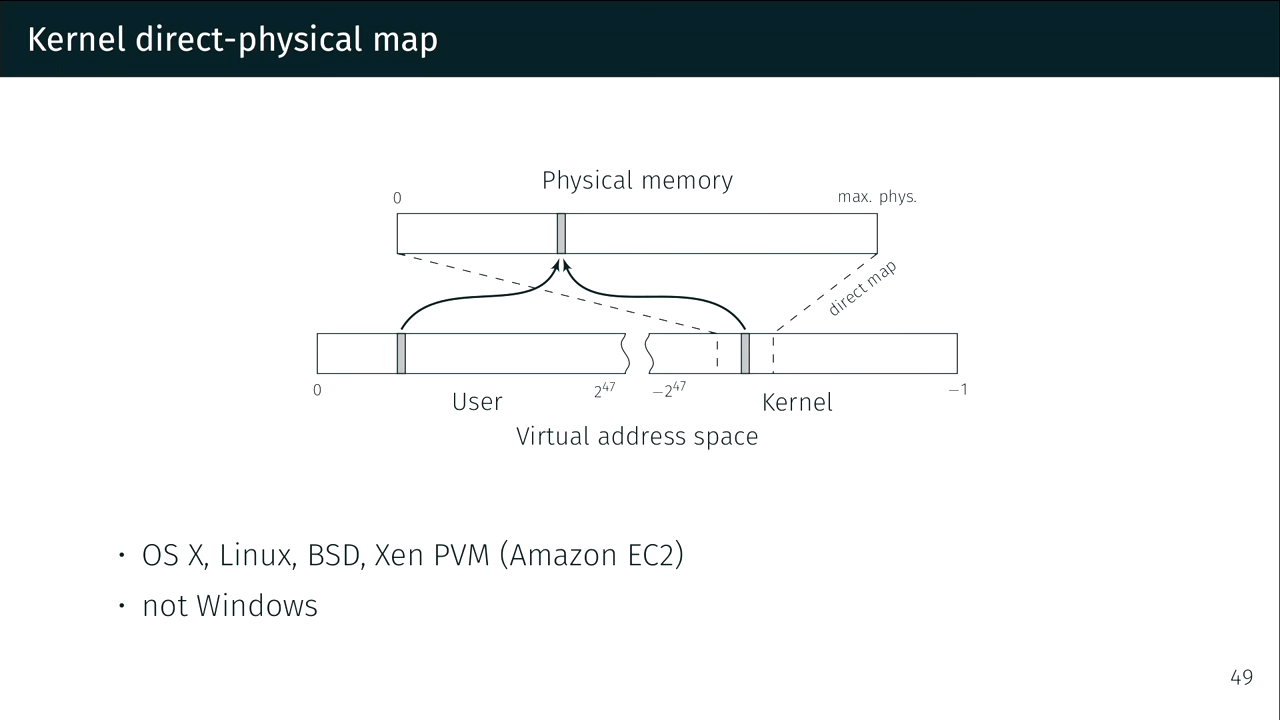 Kernel direct-physical map
Physical memory
0
max. phys.
direct map
0
2⁴⁷
−2⁴⁷
−1
User
Kernel
Virtual address space
• OS X, Linux, BSD, Xen PVM (Amazon EC2)
• not Windows
49